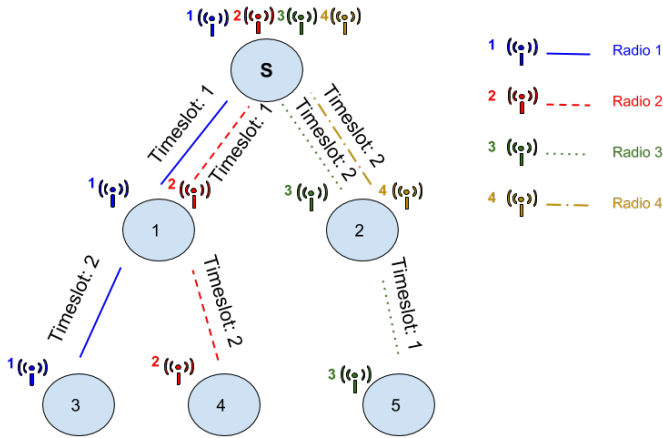 1 2 3 4
S
1 Radio 1
2 Radio 2
3 Radio 3
4 Radio 4
Timeslot: 1
Timeslot: 1
Timeslot: 2
Timeslot: 2
1 2
1
3 4
2
Timeslot: 2
Timeslot: 2
Timeslot: 1
1
3
2
4
3
5